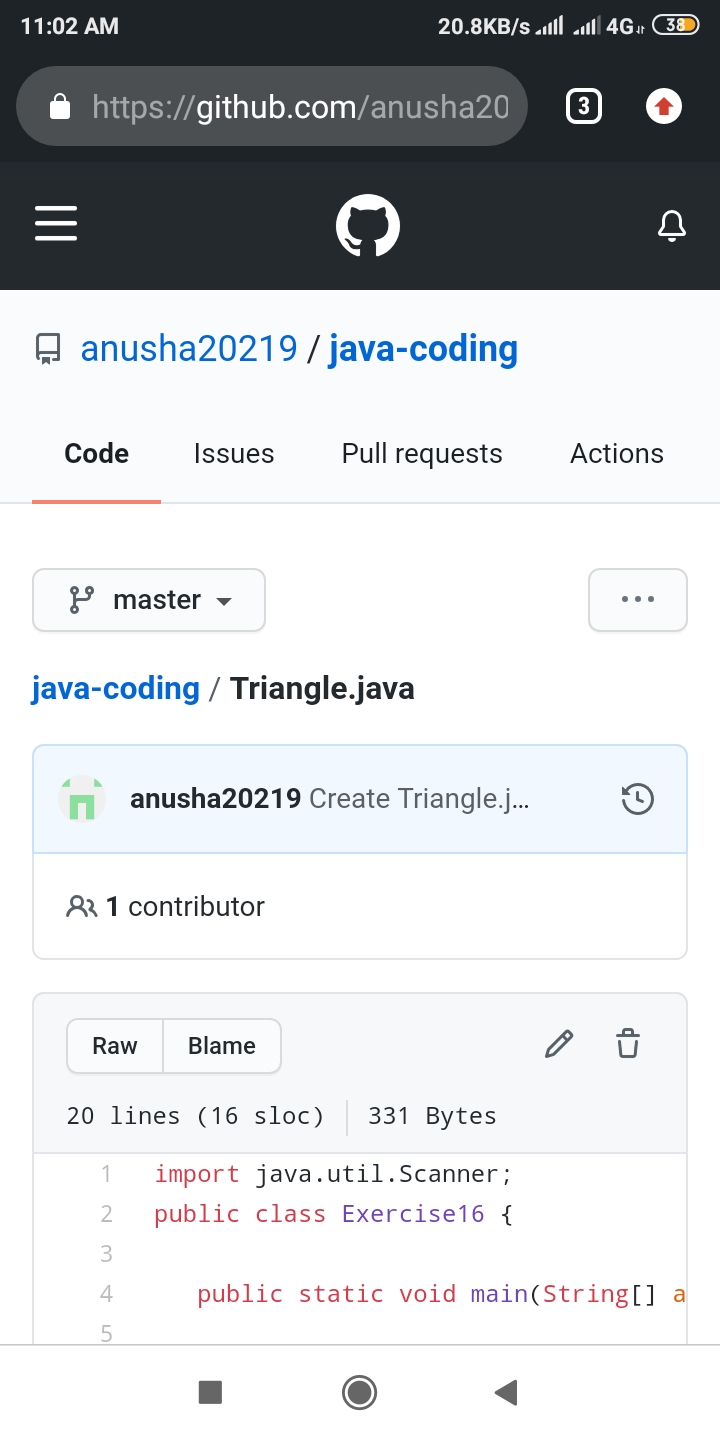 11:02 AM 20.8KB/s 4G 38
https://github.com/anusha20 3
anusha20219 / java-coding
Code Issues Pull requests Actions
master ...
java-coding / Triangle.java
anusha20219 Create Triangle.j...
1 contributor
Raw Blame
20 lines (16 sloc) 331 Bytes
1 import java.util.Scanner;
2 public class Exercise16 {
3
4 public static void main(String[] a
5